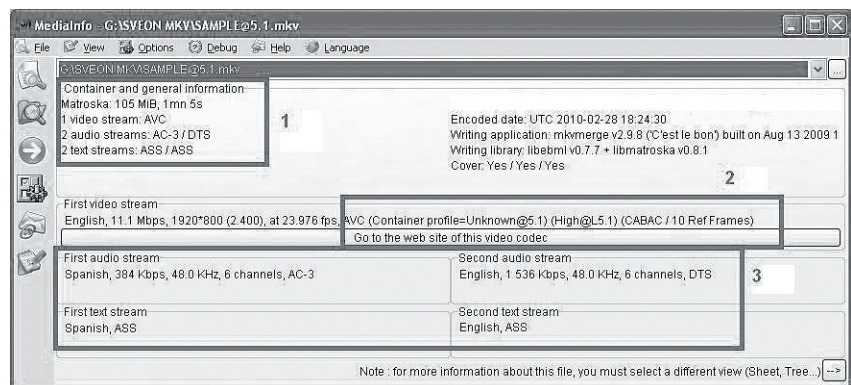 MediaInfo - G:\SVEON MKV\SAMPLE@5.1.mkv
File View Options Debug Help Language
G:\SVEON MKV\SAMPLE@5.1.mkv
Container and general information
Matroska: 105 MiB, 1mn 5s
1 video stream: AVC
2 audio streams: AC-3 / DTS
2 text streams: ASS / ASS
1
Encoded date: UTC 2010-02-28 18:24:30
Writing application: mkvmerge v2.9.8 ('C'est le bon') built on Aug 13 2009 1
Writing library: libebml v0.7.7 + libmatroska v0.8.1
Cover: Yes / Yes / Yes
2
First video stream
English, 11.1 Mbps, 1920*800 (2.400), at 23.976 fps, AVC (Container profile=Unknown@5.1) (High@L5.1) (CABAC / 10 Ref Frames)
Go to the web site of this video codec
First audio stream
Spanish, 384 Kbps, 48.0 KHz, 6 channels, AC-3
Second audio stream
English, 1 536 Kbps, 48.0 KHz, 6 channels, DTS
3
First text stream
Spanish, ASS
Second text stream
English, ASS
Note : for more information about this file, you must select a different view (Sheet, Tree...) -->